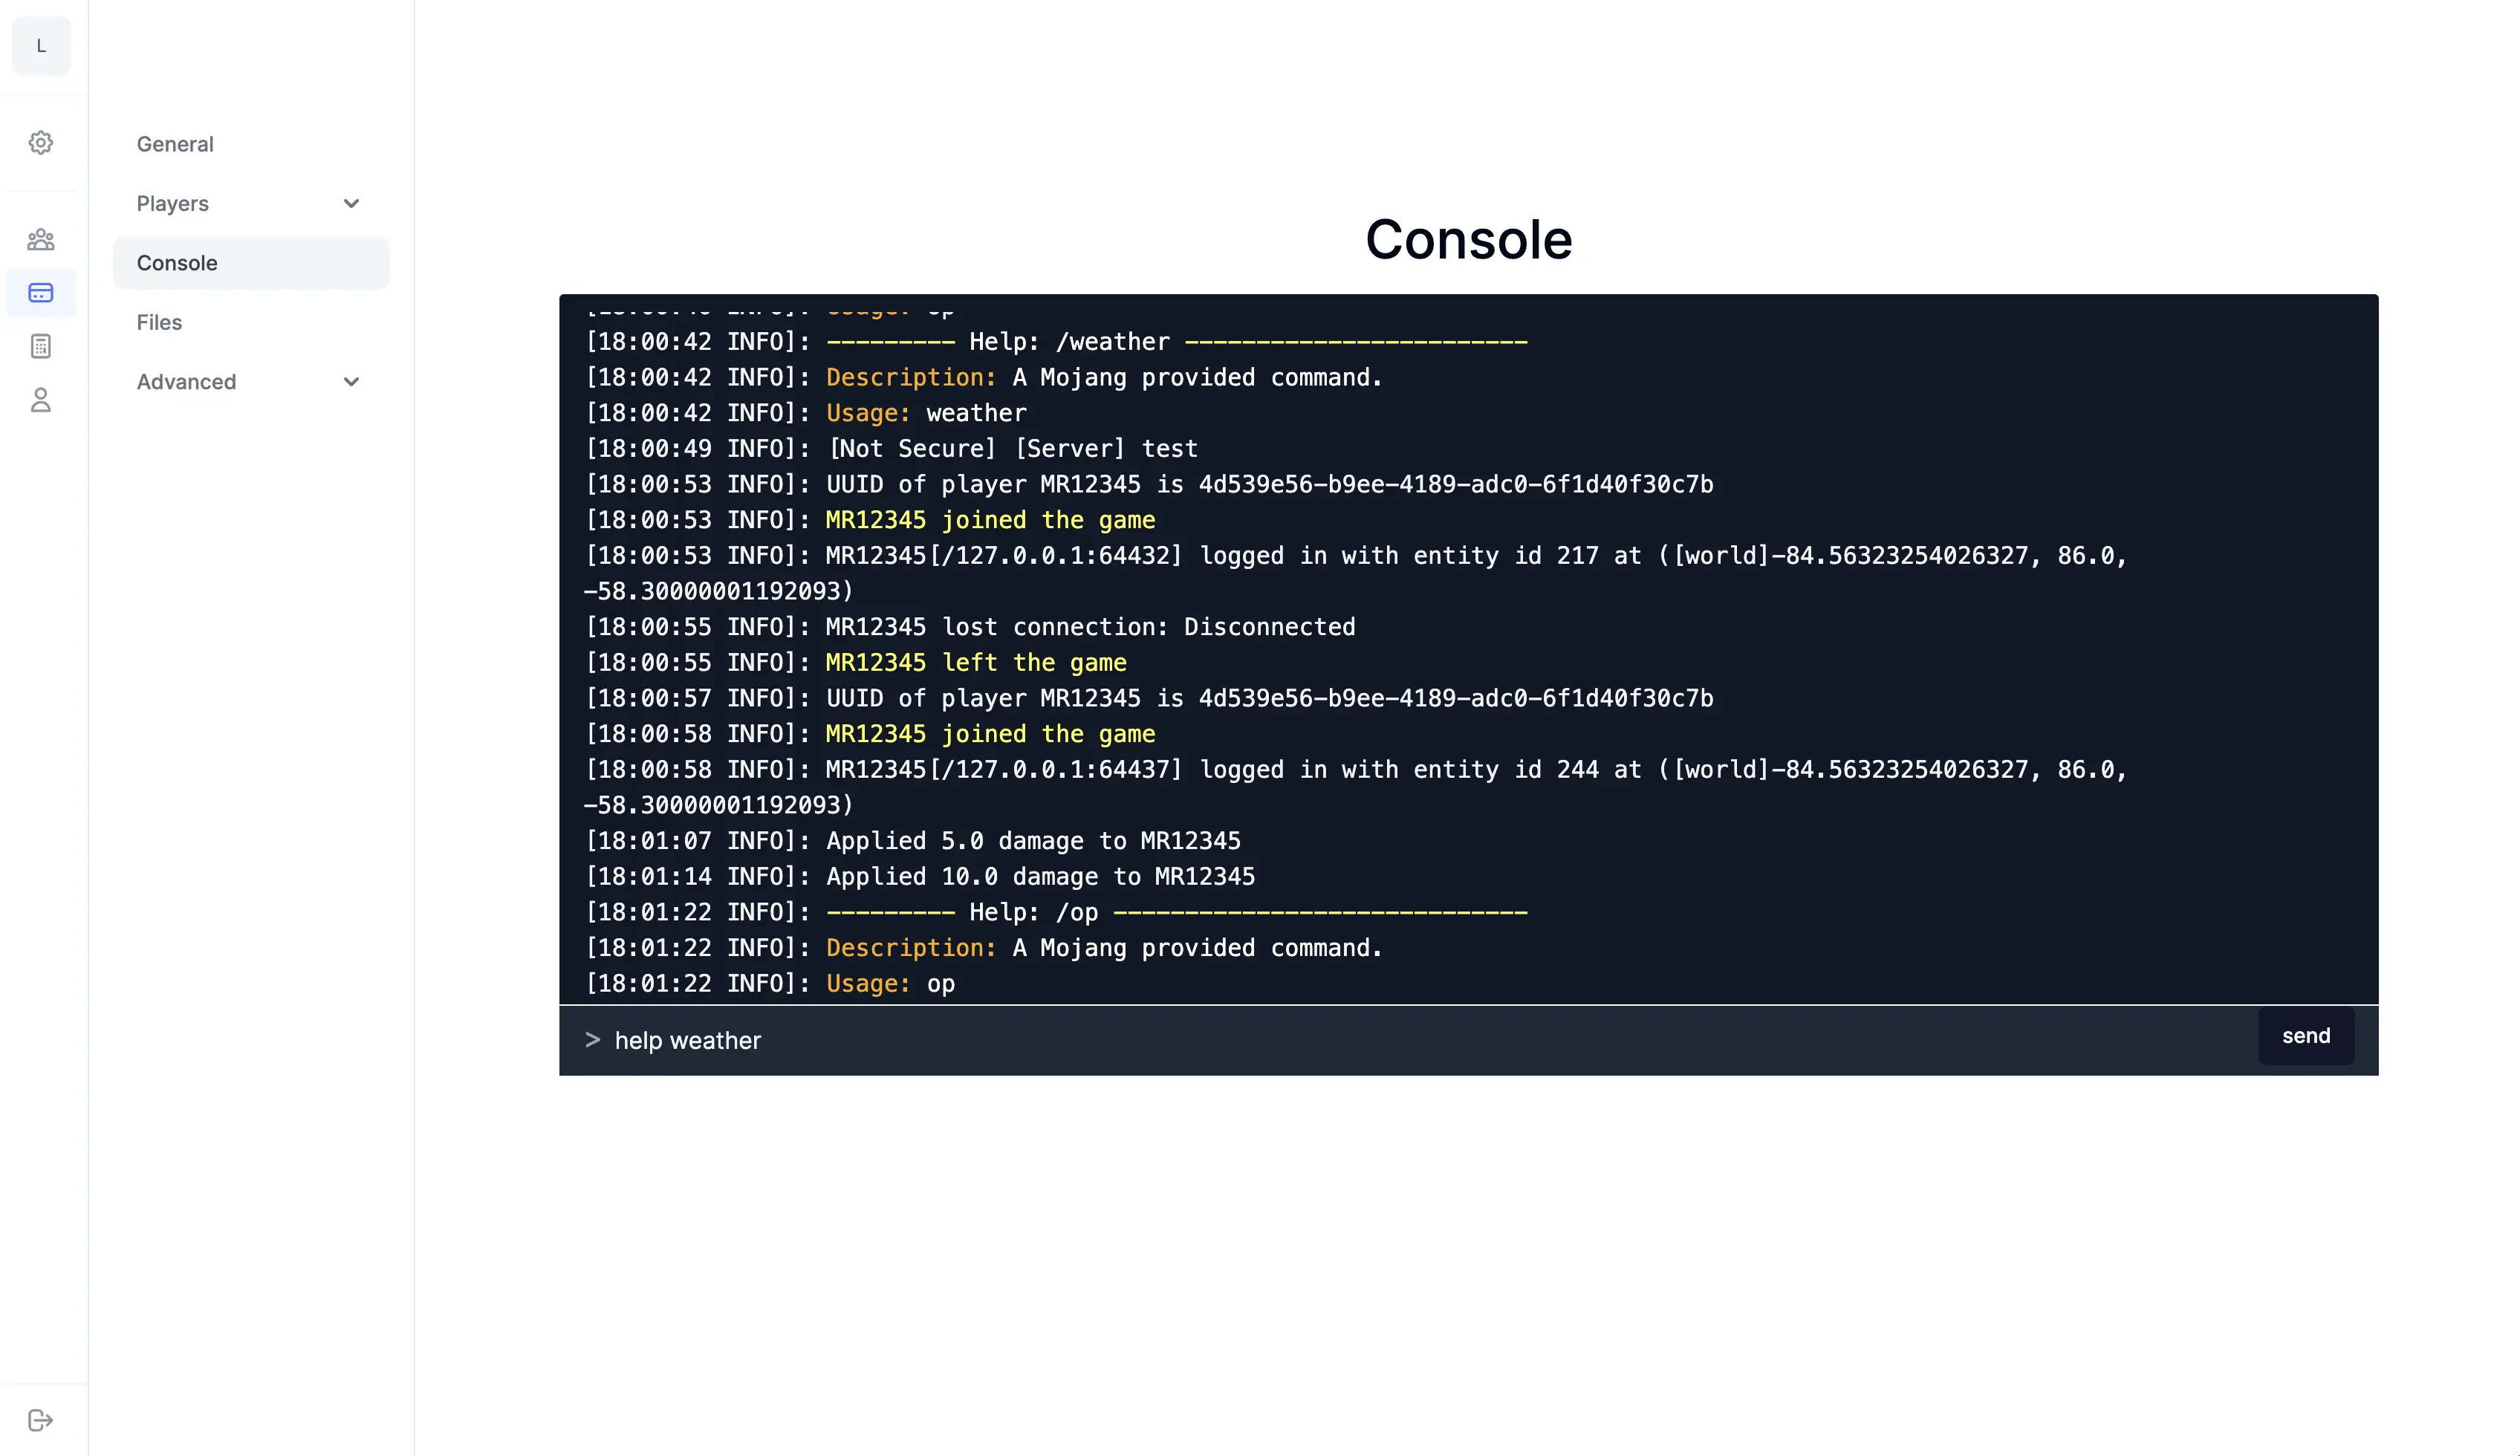 L
General
Players
Console
Files
Advanced
Console
[18:00:42 INFO]: --------- Help: /weather ------------------------
[18:00:42 INFO]: Description: A Mojang provided command.
[18:00:42 INFO]: Usage: weather
[18:00:49 INFO]: [Not Secure] [Server] test
[18:00:53 INFO]: UUID of player MR12345 is 4d539e56-b9ee-4189-adc0-6f1d40f30c7b
[18:00:53 INFO]: MR12345 joined the game
[18:00:53 INFO]: MR12345[/127.0.0.1:64432] logged in with entity id 217 at ([world]-84.56323254026327, 86.0,
-58.30000001192093)
[18:00:55 INFO]: MR12345 lost connection: Disconnected
[18:00:55 INFO]: MR12345 left the game
[18:00:57 INFO]: UUID of player MR12345 is 4d539e56-b9ee-4189-adc0-6f1d40f30c7b
[18:00:58 INFO]: MR12345 joined the game
[18:00:58 INFO]: MR12345[/127.0.0.1:64437] logged in with entity id 244 at ([world]-84.56323254026327, 86.0,
-58.30000001192093)
[18:01:07 INFO]: Applied 5.0 damage to MR12345
[18:01:14 INFO]: Applied 10.0 damage to MR12345
[18:01:22 INFO]: --------- Help: /op -----------------------------
[18:01:22 INFO]: Description: A Mojang provided command.
[18:01:22 INFO]: Usage: op
> help weather
send